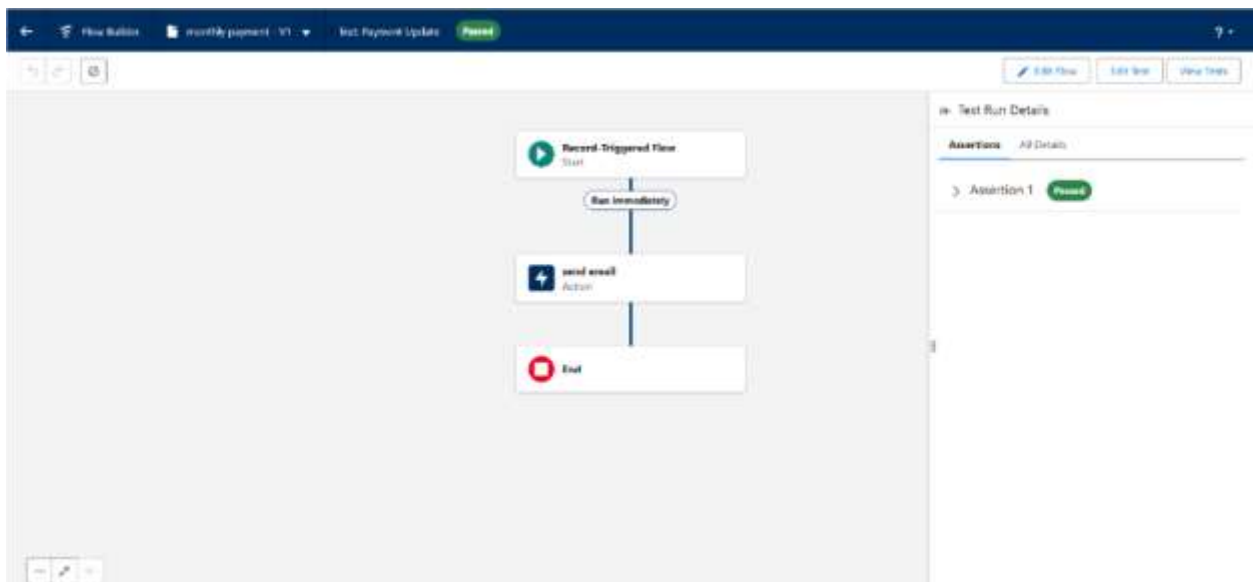 Flow Builder
monthly payment - V1
Test: Payment Update
Passed
?
Edit Flow
Edit Test
View Tests
Test Run Details
Assertions
All Details
Assertion 1
Passed
Record-Triggered Flow
Start
Run Immediately
send email
Action
End